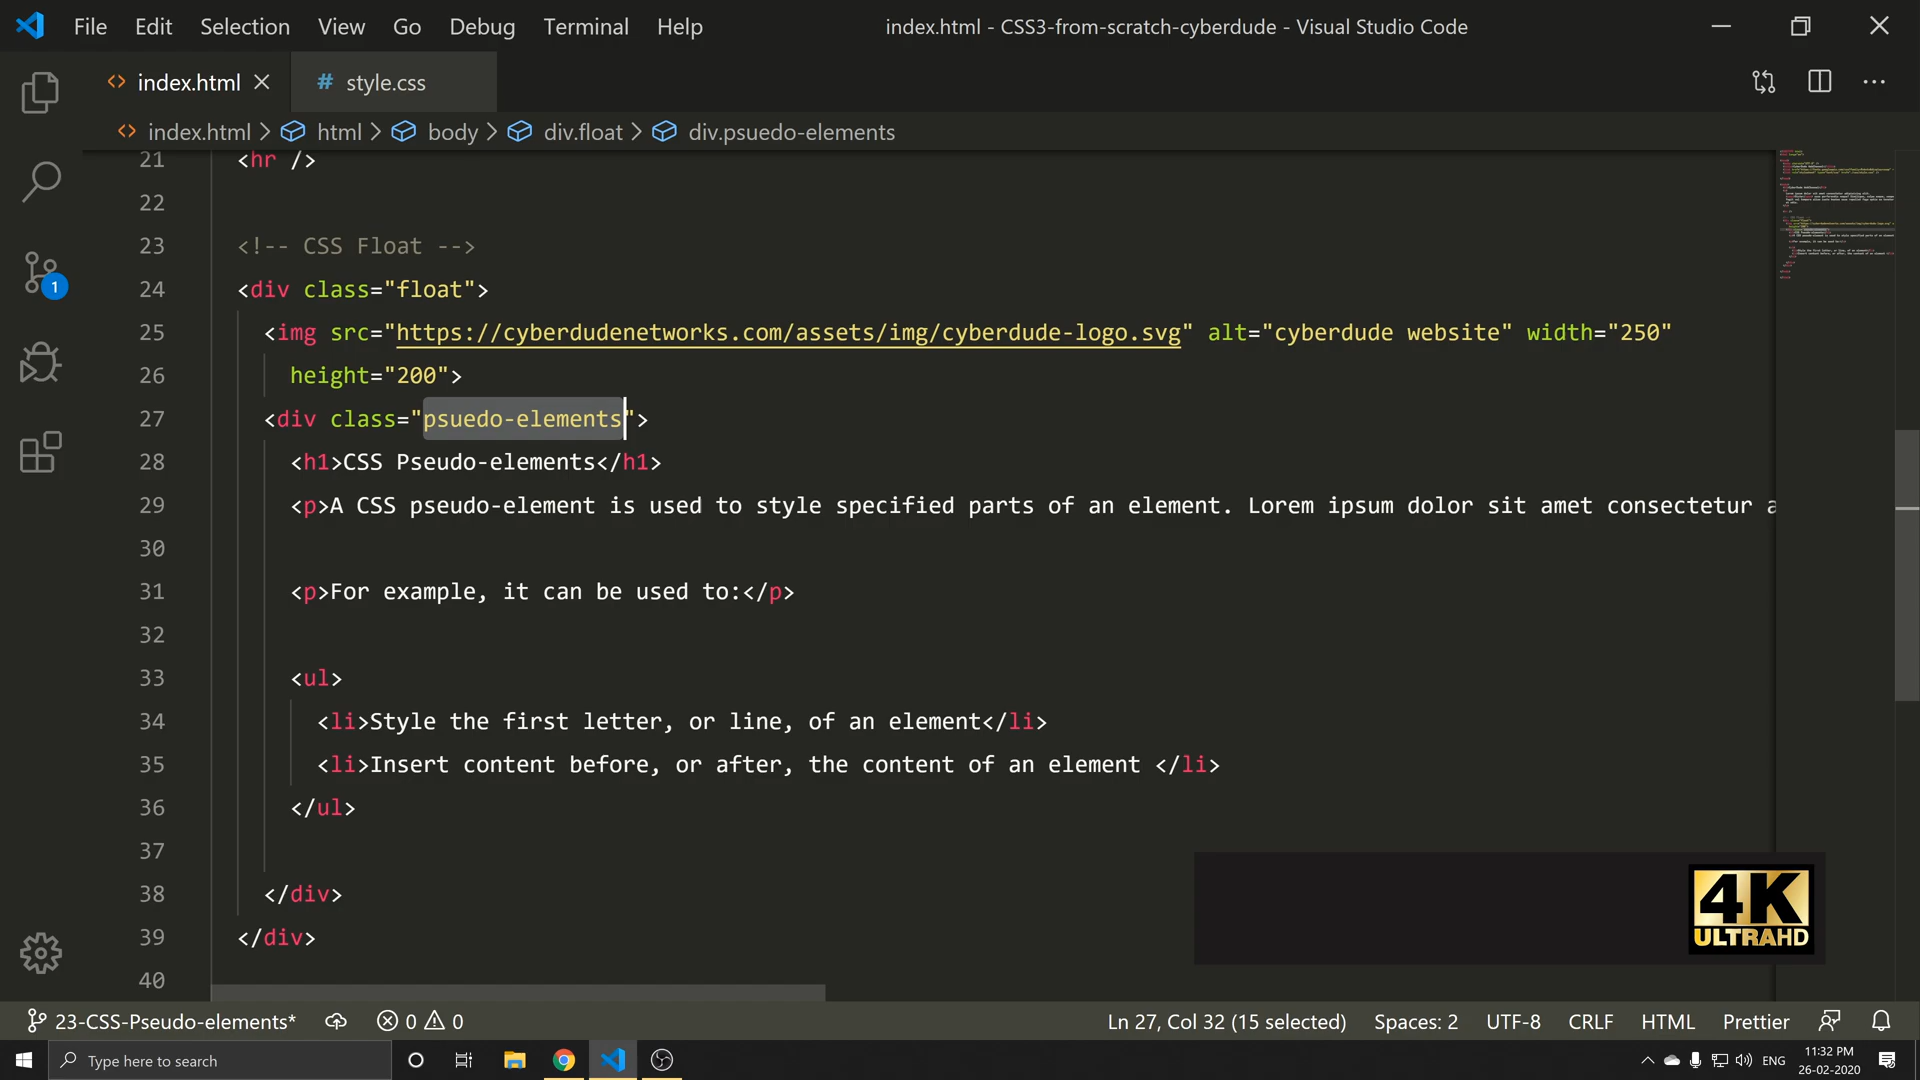 File Edit Selection View Go Debug Terminal Help index.html - CSS3-from-scratch-cyberdude - Visual Studio Code
index.html # style.css
index.html > html > body > div.float > div.psuedo-elements
21 <hr />
22
23 <!-- CSS Float -->
24 <div class="float">
25 <img src="https://cyberdudenetworks.com/assets/img/cyberdude-logo.svg" alt="cyberdude website" width="250"
26 height="200">
27 <div class="psuedo-elements">
28 <h1>CSS Pseudo-elements</h1>
29 <p>A CSS pseudo-element is used to style specified parts of an element. Lorem ipsum dolor sit amet consectetur a
30
31 <p>For example, it can be used to:</p>
32
33 <ul>
34 <li>Style the first letter, or line, of an element</li>
35 <li>Insert content before, or after, the content of an element </li>
36 </ul>
37
38 </div>
39 </div>
40
1
4K
ULTRAHD
23-CSS-Pseudo-elements* 0 0 Ln 27, Col 32 (15 selected) Spaces: 2 UTF-8 CRLF HTML Prettier
Type here to search ENG 11:32 PM
26-02-2020